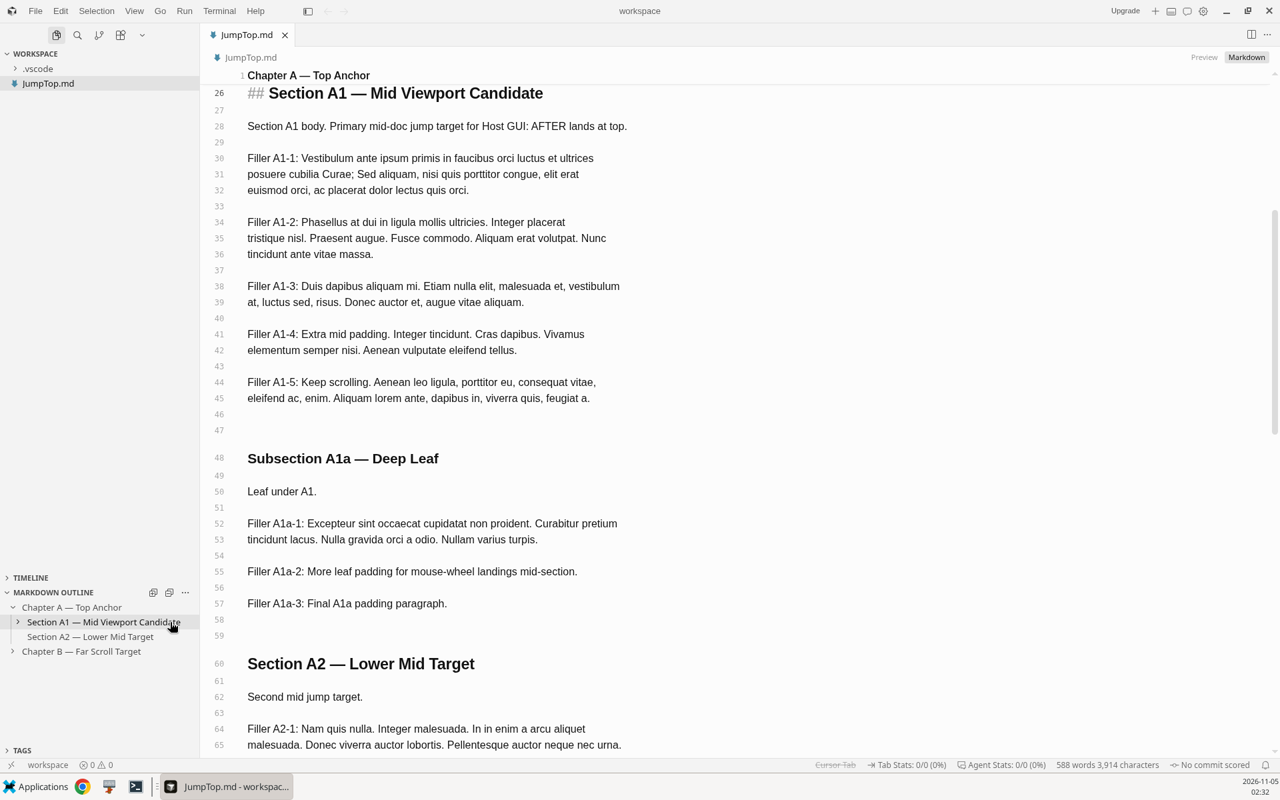 File Edit Selection View Go Run Terminal Help
workspace
Upgrade
WORKSPACE
.vscode
JumpTop.md
TIMELINE
MARKDOWN OUTLINE
Chapter A — Top Anchor
Section A1 — Mid Viewport Candidate
Section A2 — Lower Mid Target
Chapter B — Far Scroll Target
TAGS
JumpTop.md
JumpTop.md
Preview Markdown
1 Chapter A — Top Anchor
26 ## Section A1 — Mid Viewport Candidate
27
28 Section A1 body. Primary mid-doc jump target for Host GUI: AFTER lands at top.
29
30 Filler A1-1: Vestibulum ante ipsum primis in faucibus orci luctus et ultrices
31 posuere cubilia Curae; Sed aliquam, nisi quis porttitor congue, elit erat
32 euismod orci, ac placerat dolor lectus quis orci.
33
34 Filler A1-2: Phasellus at dui in ligula mollis ultricies. Integer placerat
35 tristique nisl. Praesent augue. Fusce commodo. Aliquam erat volutpat. Nunc
36 tincidunt ante vitae massa.
37
38 Filler A1-3: Duis dapibus aliquam mi. Etiam nulla elit, malesuada et, vestibulum
39 at, luctus sed, risus. Donec auctor et, augue vitae aliquam.
40
41 Filler A1-4: Extra mid padding. Integer tincidunt. Cras dapibus. Vivamus
42 elementum semper nisi. Aenean vulputate eleifend tellus.
43
44 Filler A1-5: Keep scrolling. Aenean leo ligula, porttitor eu, consequat vitae,
45 eleifend ac, enim. Aliquam lorem ante, dapibus in, viverra quis, feugiat a.
46
47
48 Subsection A1a — Deep Leaf
49
50 Leaf under A1.
51
52 Filler A1a-1: Excepteur sint occaecat cupidatat non proident. Curabitur pretium
53 tincidunt lacus. Nulla gravida orci a odio. Nullam varius turpis.
54
55 Filler A1a-2: More leaf padding for mouse-wheel landings mid-section.
56
57 Filler A1a-3: Final A1a padding paragraph.
58
59
60 Section A2 — Lower Mid Target
61
62 Second mid jump target.
63
64 Filler A2-1: Nam quis nulla. Integer malesuada. In in enim a arcu aliquet
65 malesuada. Donec viverra auctor lobortis. Pellentesque auctor neque nec urna.
workspace 0 0 Cursor Tab Tab Stats: 0/0 (0%) Agent Stats: 0/0 (0%) 588 words 3,914 characters No commit scored
Applications JumpTop.md - workspac... 2026-11-05
02:32